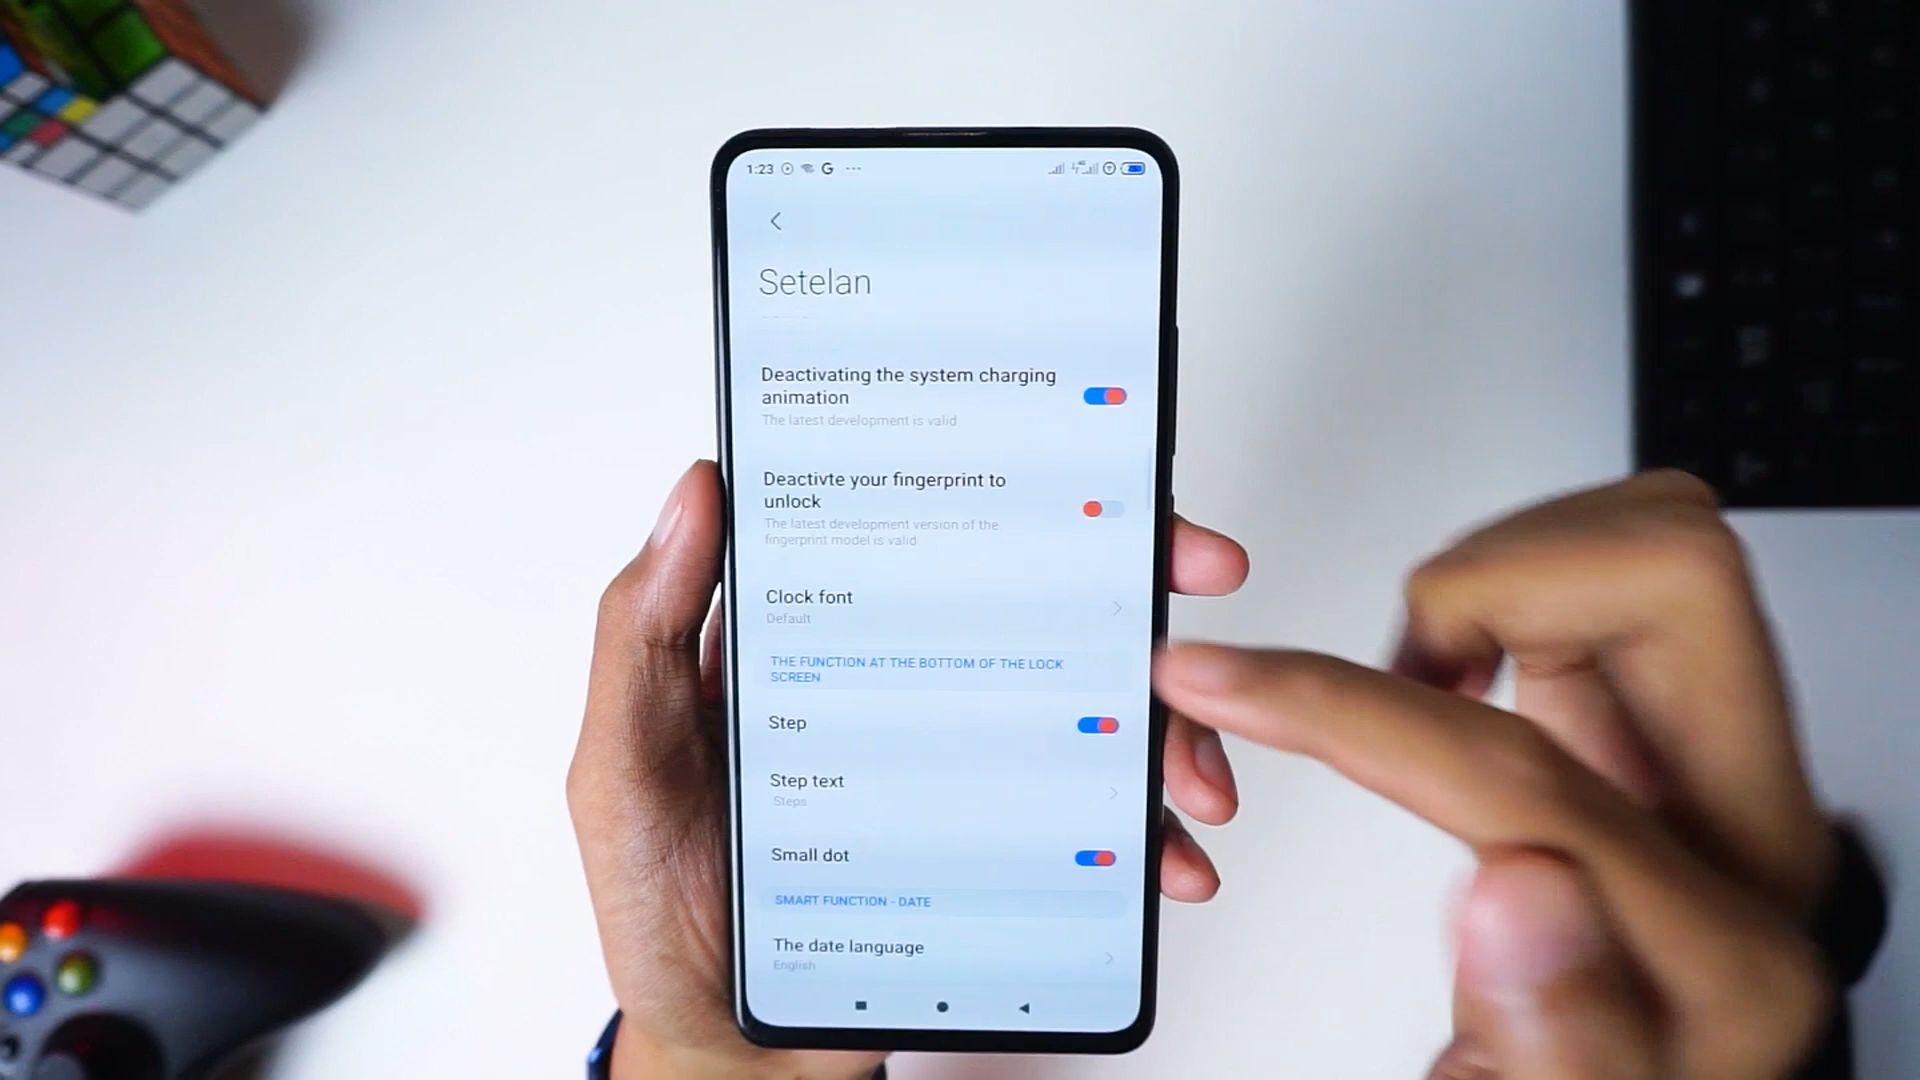 1:23 G ...
Setelan
Deactivating the system charging
animation
The latest development is valid
Deactivte your fingerprint to
unlock
The latest development version of the
fingerprint model is valid
Clock font
Default
THE FUNCTION AT THE BOTTOM OF THE LOCK
SCREEN
Step
Step text
Steps
Small dot
SMART FUNCTION - DATE
The date language
English